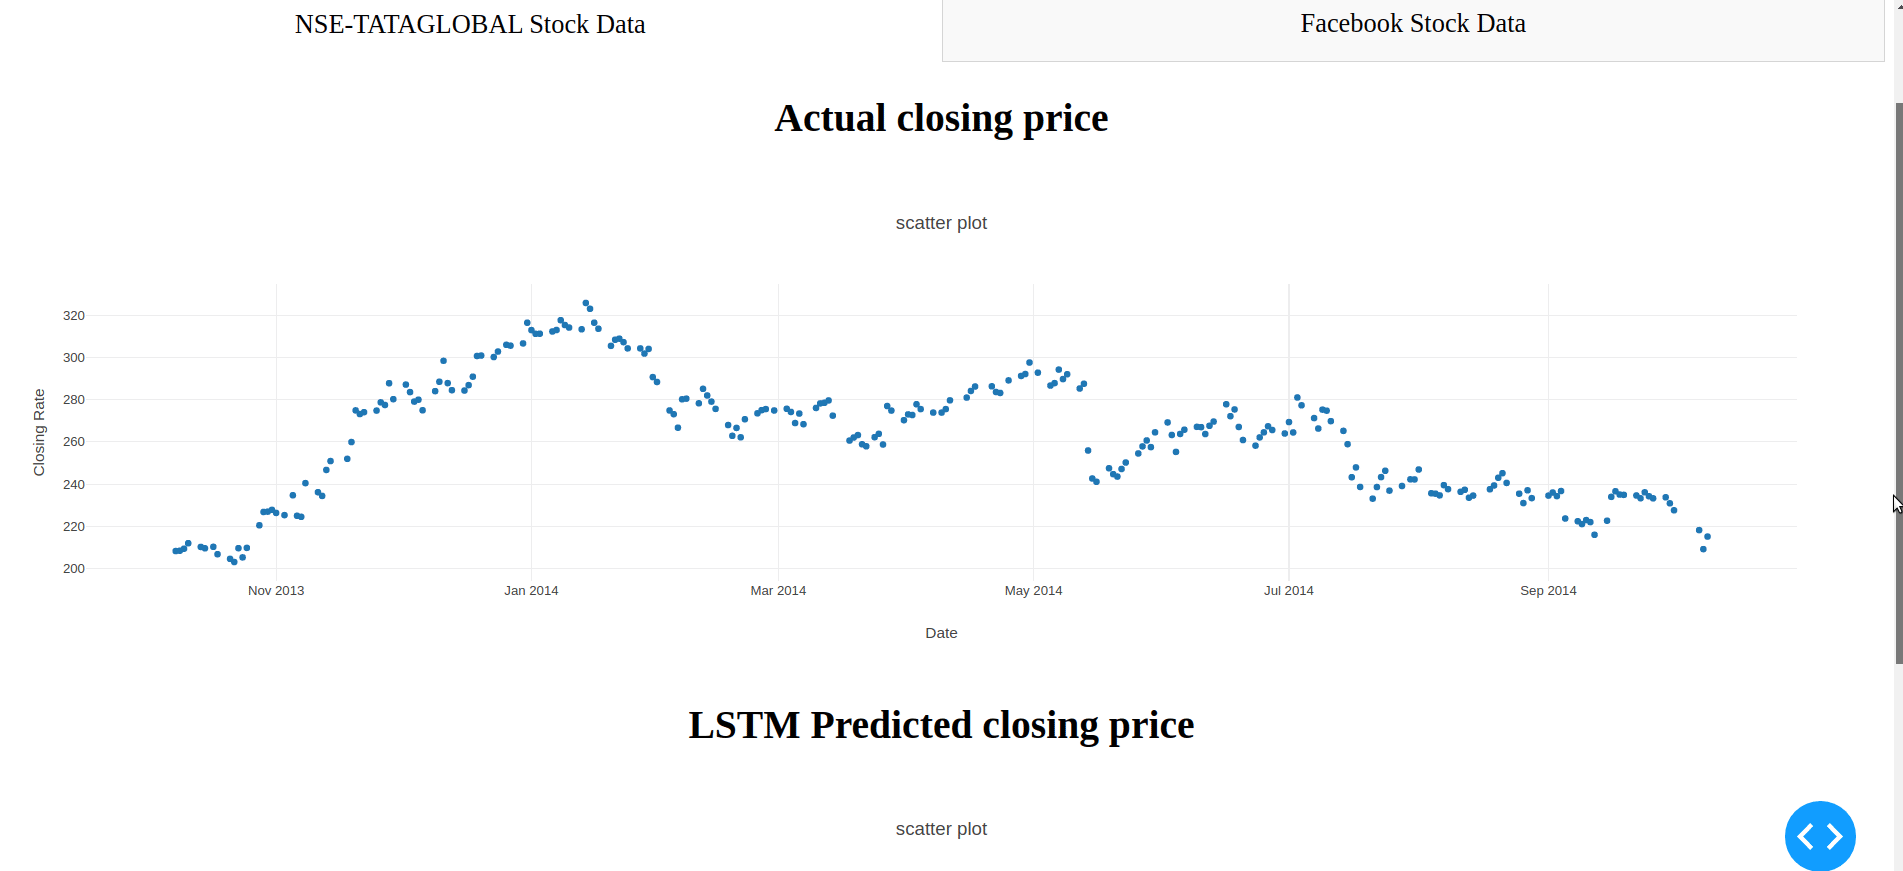 NSE-TATAGLOBAL Stock Data
Facebook Stock Data
Actual closing price
scatter plot
320
300
280
260
240
220
200
Closing Rate
Nov 2013
Jan 2014
Mar 2014
May 2014
Jul 2014
Sep 2014
Date
LSTM Predicted closing price
scatter plot